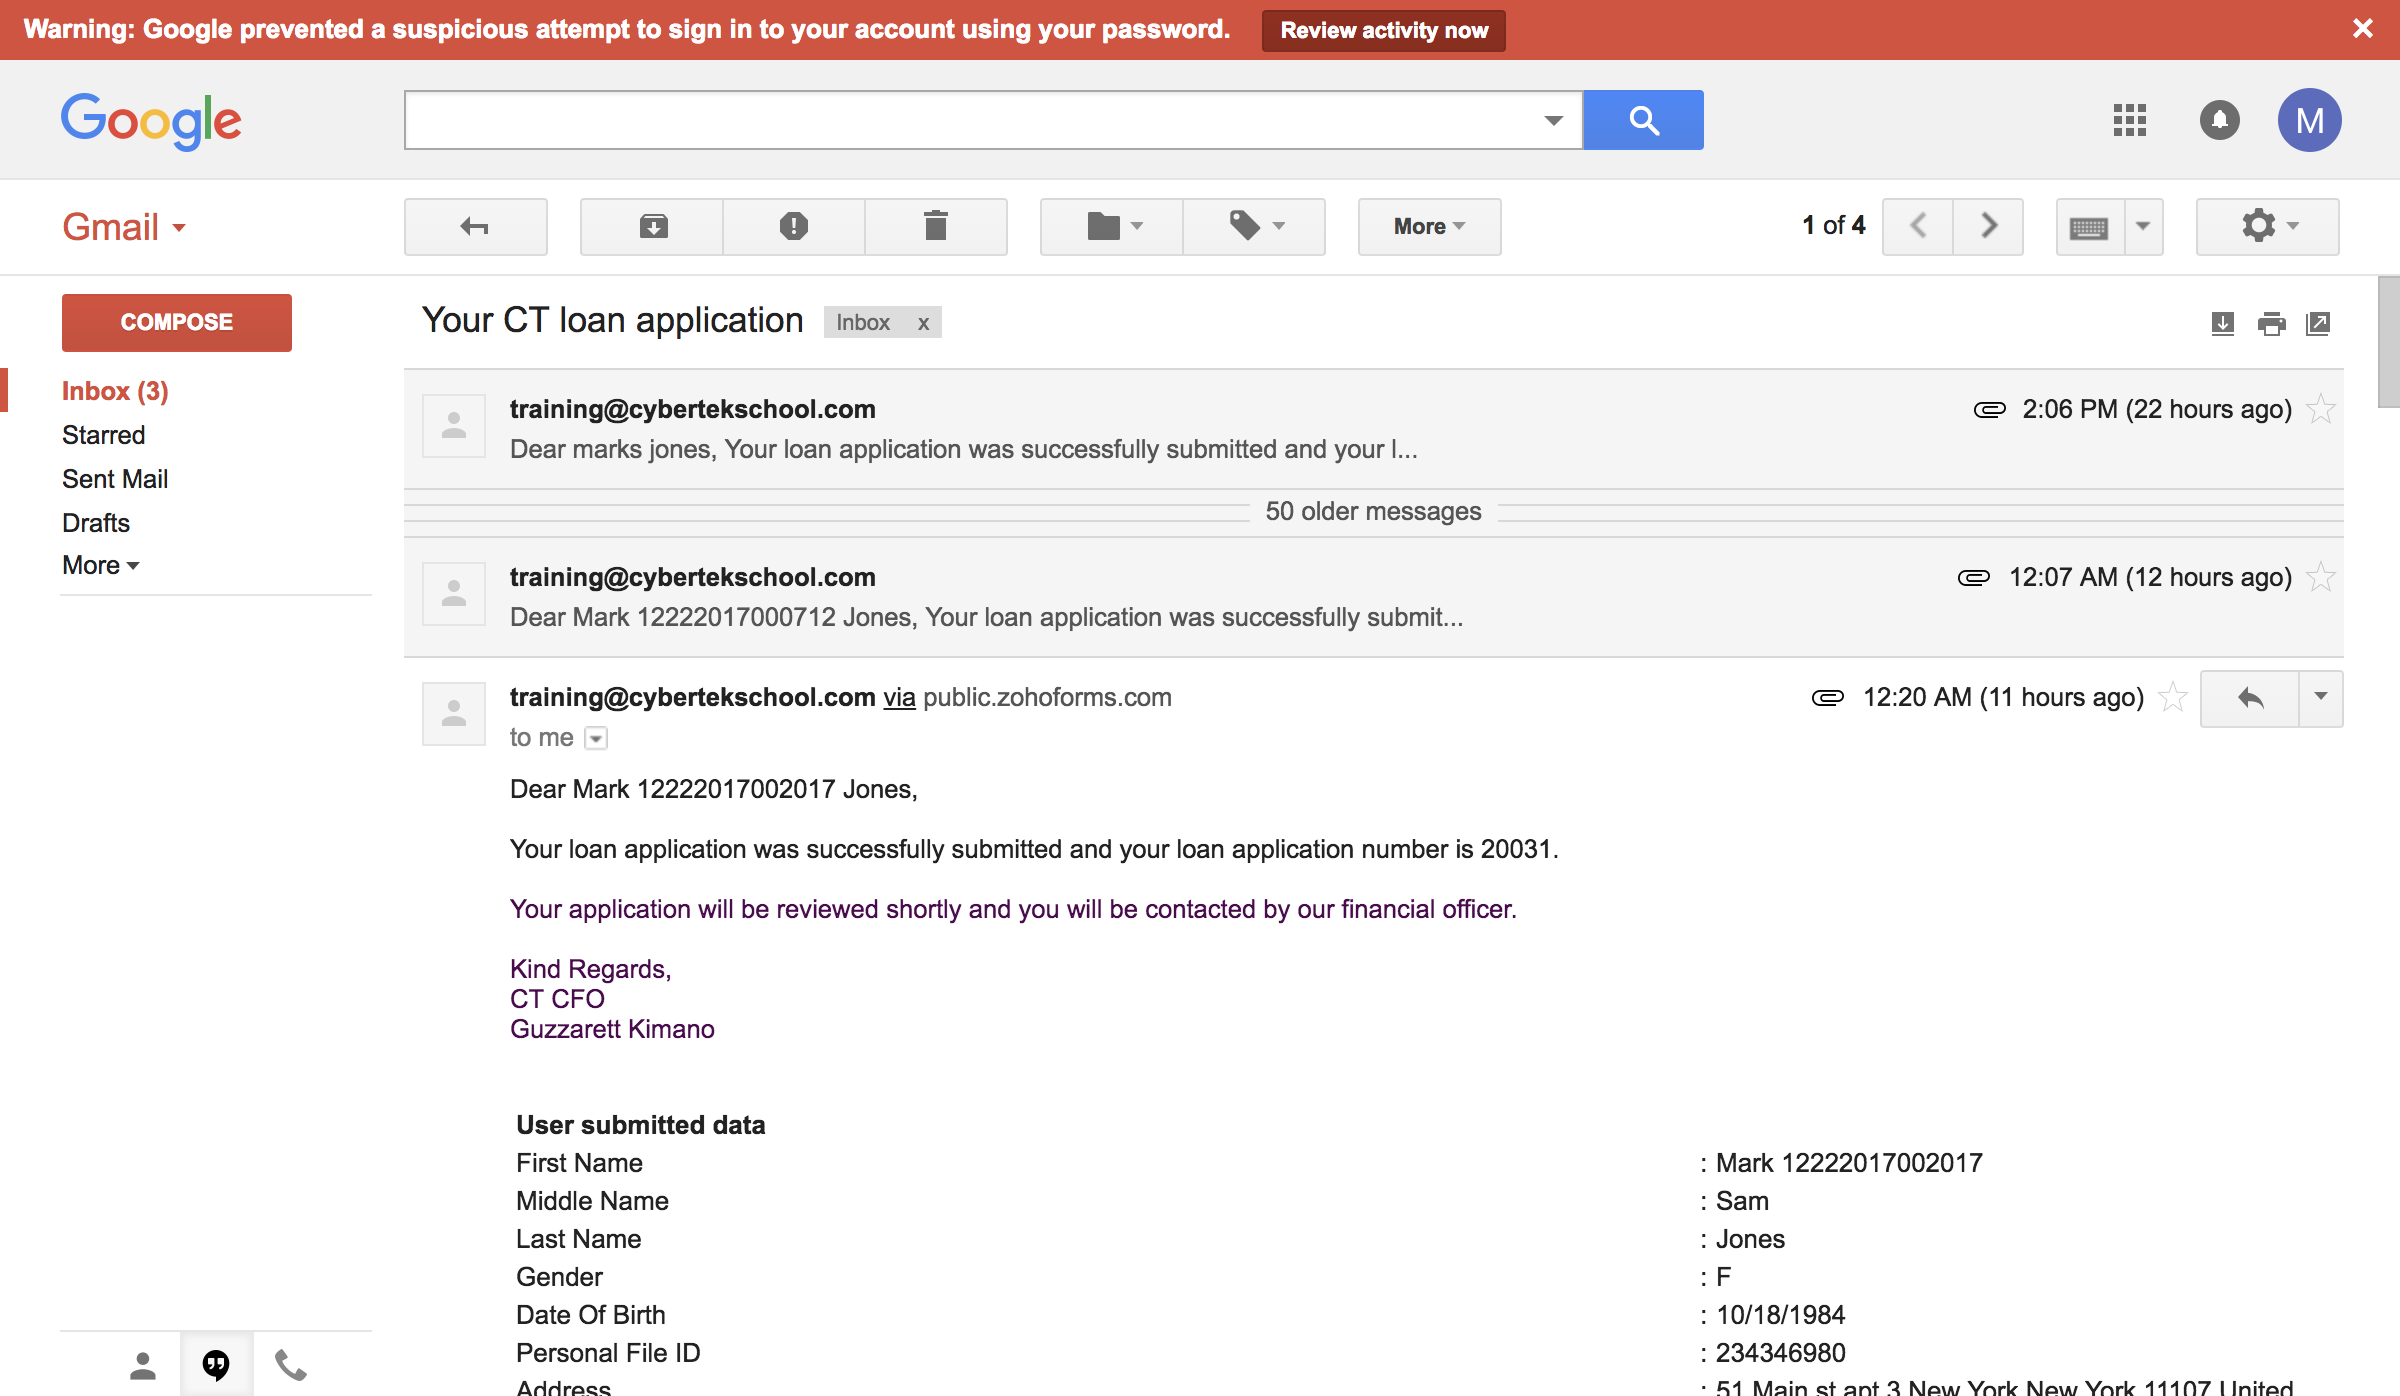 Warning: Google prevented a suspicious attempt to sign in to your account using your password. Review activity now
Google
M
Gmail
More
1 of 4
COMPOSE
Inbox (3)
Starred
Sent Mail
Drafts
More
Your CT loan application Inbox x
training@cybertekschool.com 2:06 PM (22 hours ago)
Dear marks jones, Your loan application was successfully submitted and your l...
50 older messages
training@cybertekschool.com 12:07 AM (12 hours ago)
Dear Mark 12222017000712 Jones, Your loan application was successfully submit...
training@cybertekschool.com via public.zohoforms.com 12:20 AM (11 hours ago)
to me
Dear Mark 12222017002017 Jones,
Your loan application was successfully submitted and your loan application number is 20031.
Your application will be reviewed shortly and you will be contacted by our financial officer.
Kind Regards,
CT CFO
Guzzarett Kimano
User submitted data
First Name : Mark 12222017002017
Middle Name : Sam
Last Name : Jones
Gender : F
Date Of Birth : 10/18/1984
Personal File ID : 234346980
Address : 51 Main st apt 3 New York New York 11107 United